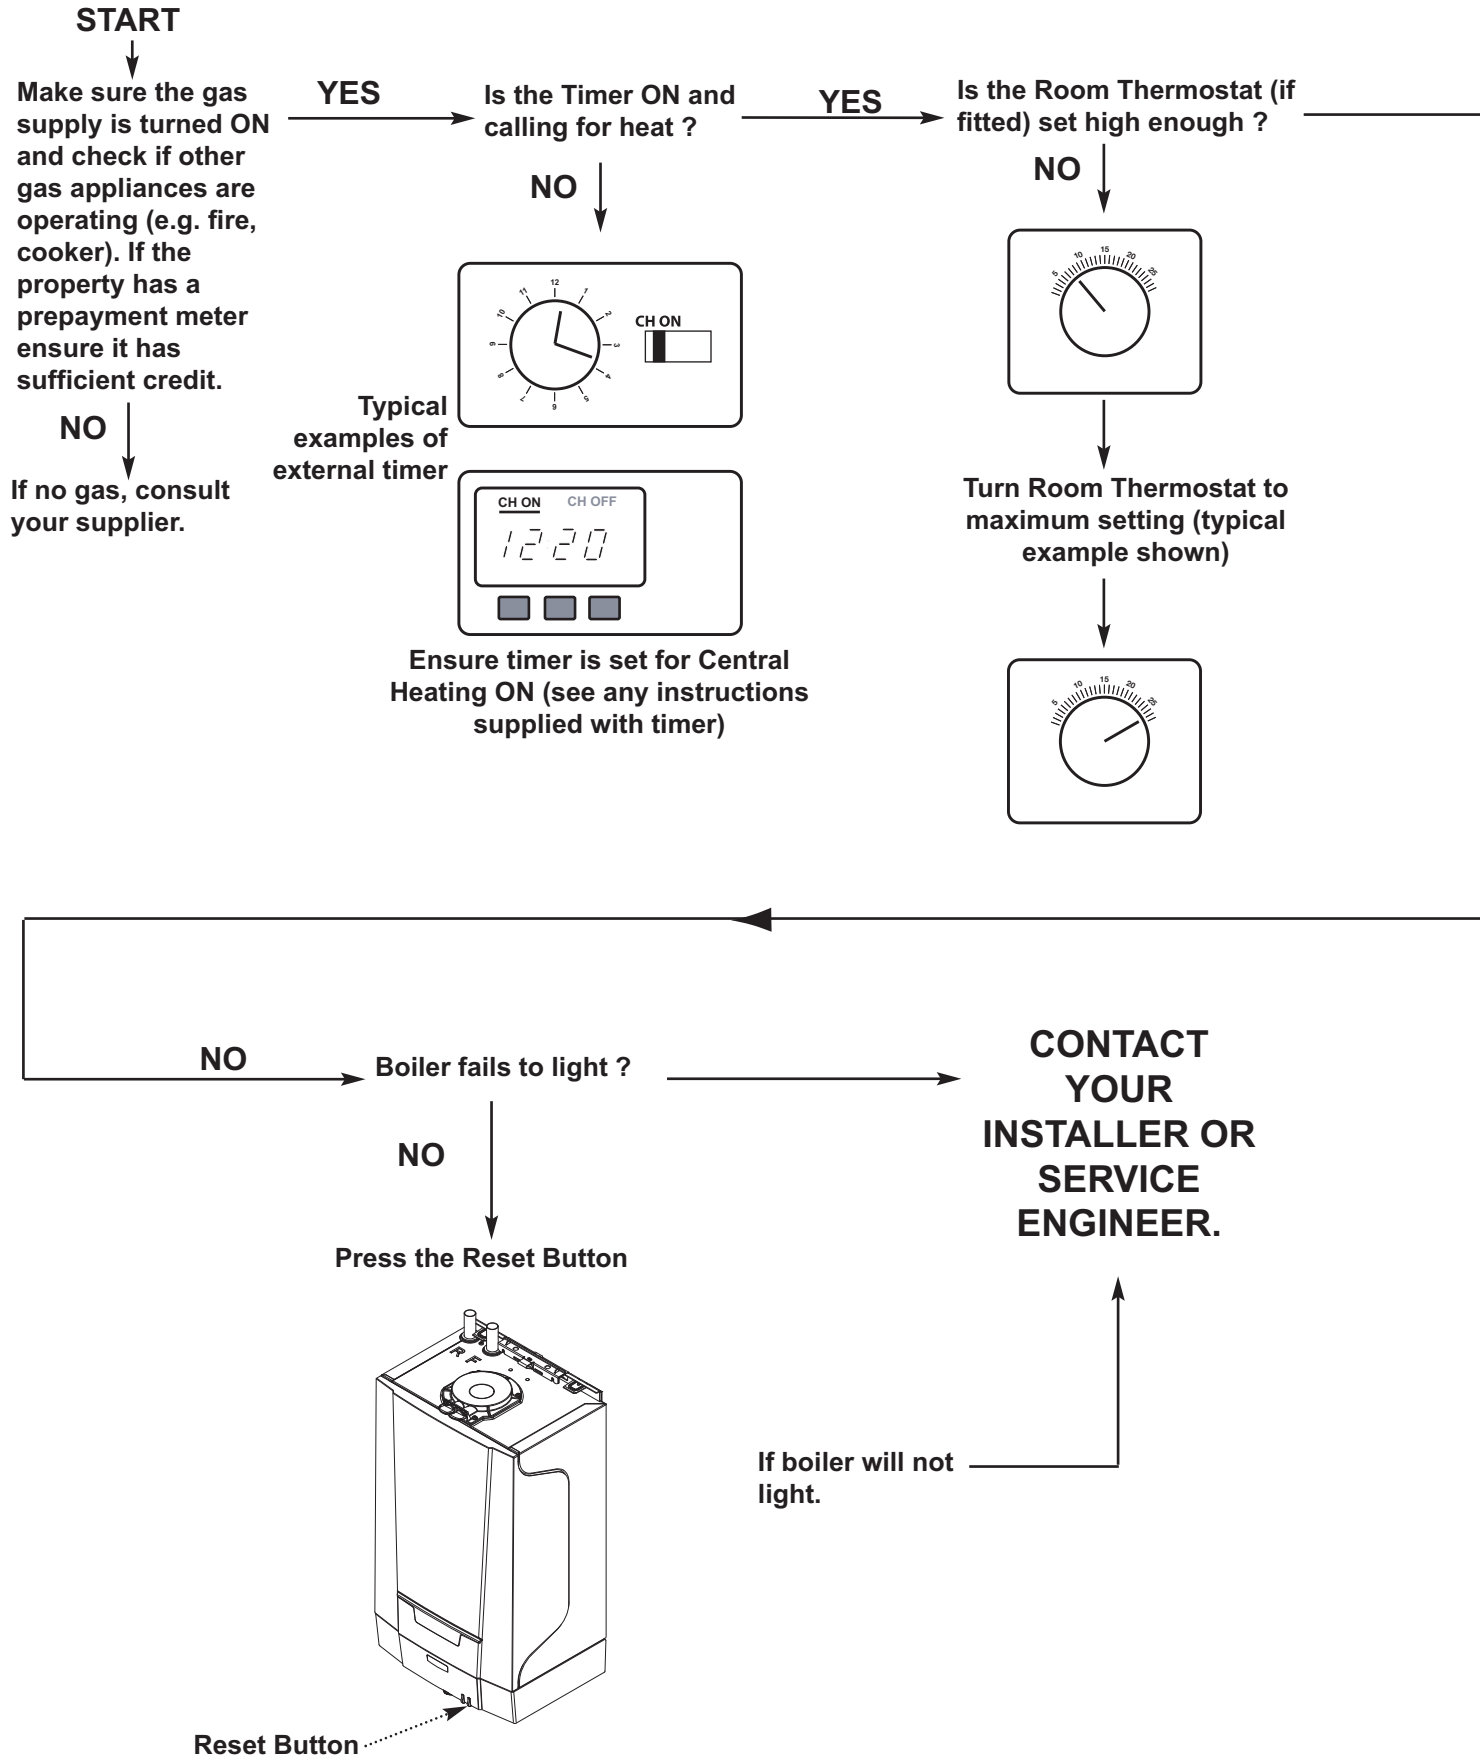 START
Make sure the gas
supply is turned ON
and check if other
gas appliances are
operating (e.g. fire,
cooker). If the
property has a
prepayment meter
ensure it has
sufficient credit.
NO
If no gas, consult
your supplier.
YES
Is the Timer ON and
calling for heat ?
NO
12
1
2
3
4
5
6
7
8
9
10
11
CH ON
Typical
examples of
external timer
CH ON CH OFF
12 20
Ensure timer is set for Central
Heating ON (see any instructions
supplied with timer)
YES
Is the Room Thermostat (if
fitted) set high enough ?
NO
5 10 15 20 25
Turn Room Thermostat to
maximum setting (typical
example shown)
5 10 15 20 25
NO
Boiler fails to light ?
NO
Press the Reset Button
R F
Reset Button
CONTACT
YOUR
INSTALLER OR
SERVICE
ENGINEER.
If boiler will not
light.